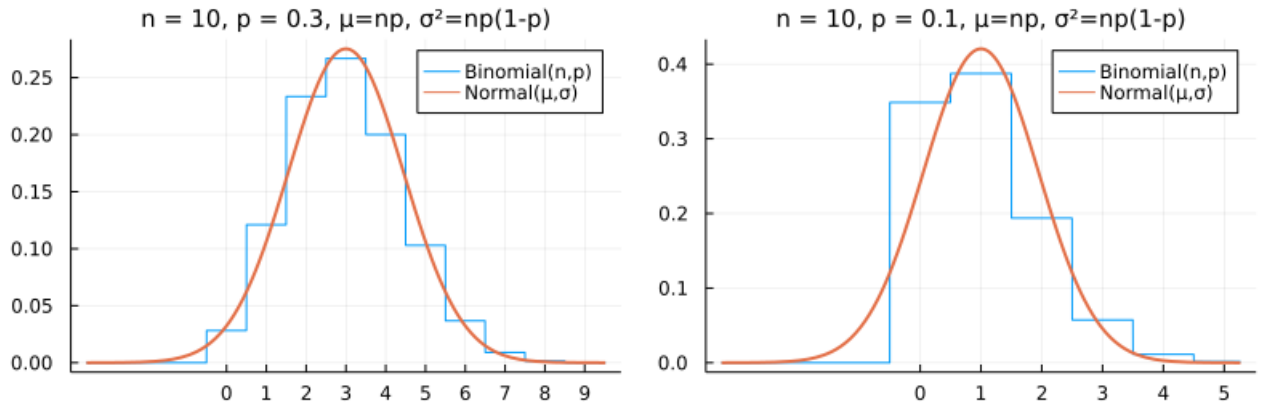 n = 10, p = 0.3, μ=np, σ²=np(1-p)
Binomial(n,p)
Normal(μ,σ)
0.25
0.20
0.15
0.10
0.05
0.00
0 1 2 3 4 5 6 7 8 9
n = 10, p = 0.1, μ=np, σ²=np(1-p)
Binomial(n,p)
Normal(μ,σ)
0.4
0.3
0.2
0.1
0.0
0 1 2 3 4 5